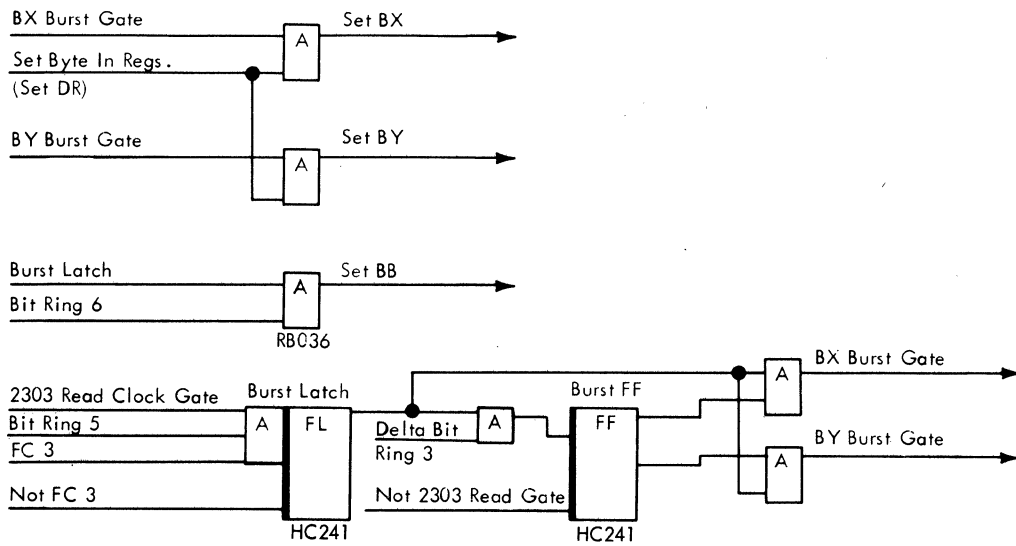 BX Burst Gate
Set BX
A
Set Byte In Regs.
(Set DR)
BY Burst Gate
Set BY
A
Burst Latch
Set BB
A
Bit Ring 6
RB036
BX Burst Gate
2303 Read Clock Gate
Burst Latch
Burst FF
A
Bit Ring 5
A
FL
Delta Bit
A
FF
FC 3
Ring 3
BY Burst Gate
A
Not FC 3
Not 2303 Read Gate
HC241
HC241